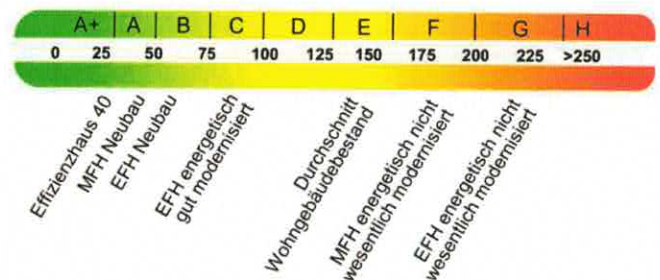 A+ A B C D E F G H
0 25 50 75 100 125 150 175 200 225 >250
Effizienzhaus 40
MFH Neubau
EFH Neubau
EFH energetisch
gut modernisiert
Durchschnitt
Wohngebäudebestand
MFH energetisch nicht
wesentlich modernisiert
EFH energetisch nicht
wesentlich modernisiert